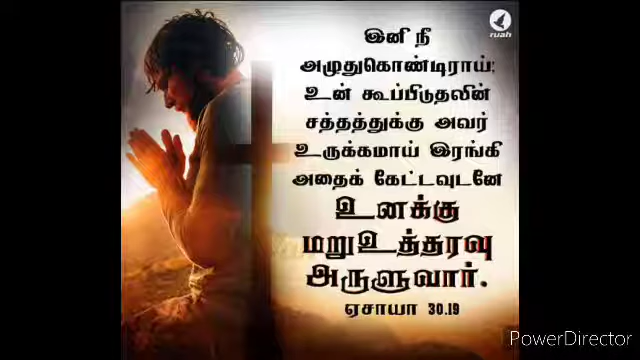 ruah
இனி நீ
அழுதுகொண்டிராய்;
உன் கூப்பிடுதலின்
சத்தத்துக்கு அவர்
உருக்கமாய் இரங்கி
அதைக் கேட்டவுடனே
உனக்கு
மறுஉத்தரவு
அருளுவார்.
ஏசாயா 30.19
PowerDirector